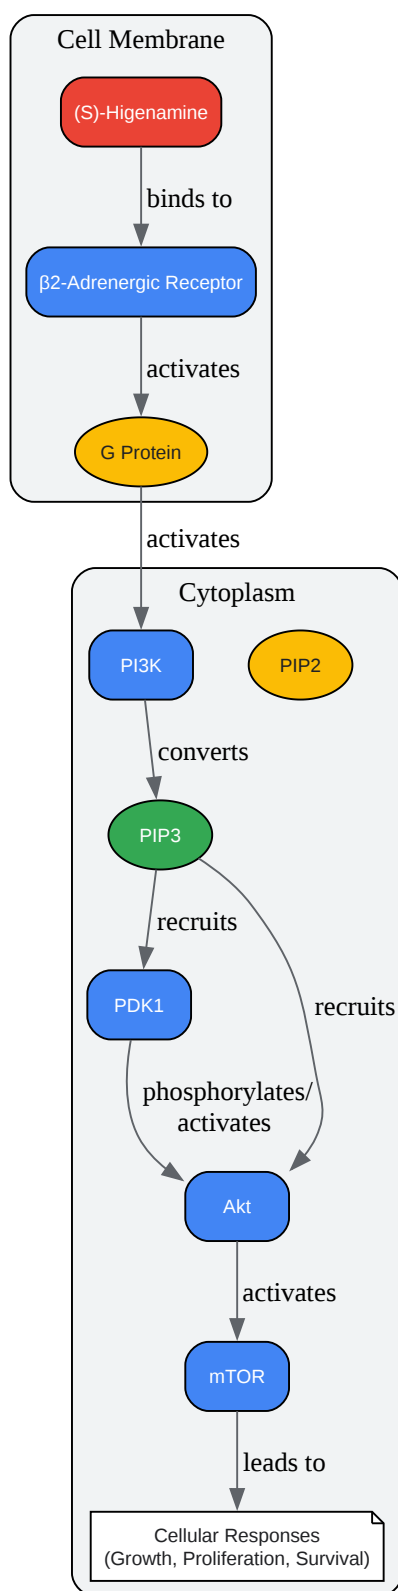 Cell Membrane
(S)-Higenamine
binds to
β2-Adrenergic Receptor
activates
G Protein
activates
Cytoplasm
PI3K
PIP2
converts
PIP3
recruits
PDK1
recruits
phosphorylates/
activates
Akt
activates
mTOR
leads to
Cellular Responses
(Growth, Proliferation, Survival)